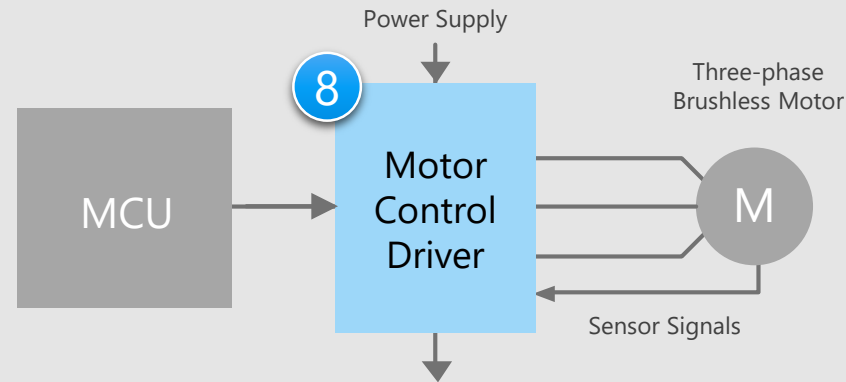 Power Supply
8
Three-phase
Brushless Motor
MCU
Motor
Control
Driver
M
Sensor Signals